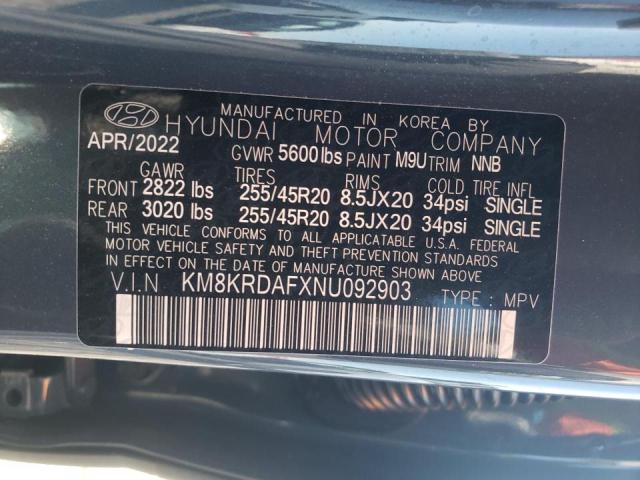 MANUFACTURED IN KOREA BY
HYUNDAI MOTOR COMPANY
APR/2022 GVWR 5600lbs PAINT M9U TRIM NNB
GAWR TIRES RIMS COLD TIRE INFL
FRONT 2822 lbs 255/45R20 8.5JX20 34psi SINGLE
REAR 3020 lbs 255/45R20 8.5JX20 34psi SINGLE
THIS VEHICLE CONFORMS TO ALL APPLICABLE U.S.A. FEDERAL
MOTOR VEHICLE SAFETY AND THEFT PREVENTION STANDARDS
IN EFFECT ON THE DATE OF MANUFACTURE SHOWN ABOVE.
V.I.N KM8KRDAFXNU092903 TYPE : MPV